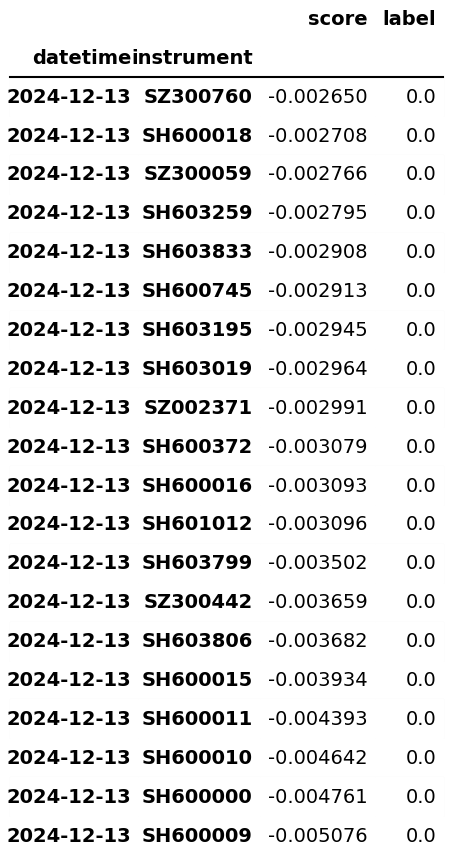 score label
datetime instrument
2024-12-13 SZ300760 -0.002650 0.0
2024-12-13 SH600018 -0.002708 0.0
2024-12-13 SZ300059 -0.002766 0.0
2024-12-13 SH603259 -0.002795 0.0
2024-12-13 SH603833 -0.002908 0.0
2024-12-13 SH600745 -0.002913 0.0
2024-12-13 SH603195 -0.002945 0.0
2024-12-13 SH603019 -0.002964 0.0
2024-12-13 SZ002371 -0.002991 0.0
2024-12-13 SH600372 -0.003079 0.0
2024-12-13 SH600016 -0.003093 0.0
2024-12-13 SH601012 -0.003096 0.0
2024-12-13 SH603799 -0.003502 0.0
2024-12-13 SZ300442 -0.003659 0.0
2024-12-13 SH603806 -0.003682 0.0
2024-12-13 SH600015 -0.003934 0.0
2024-12-13 SH600011 -0.004393 0.0
2024-12-13 SH600010 -0.004642 0.0
2024-12-13 SH600000 -0.004761 0.0
2024-12-13 SH600009 -0.005076 0.0